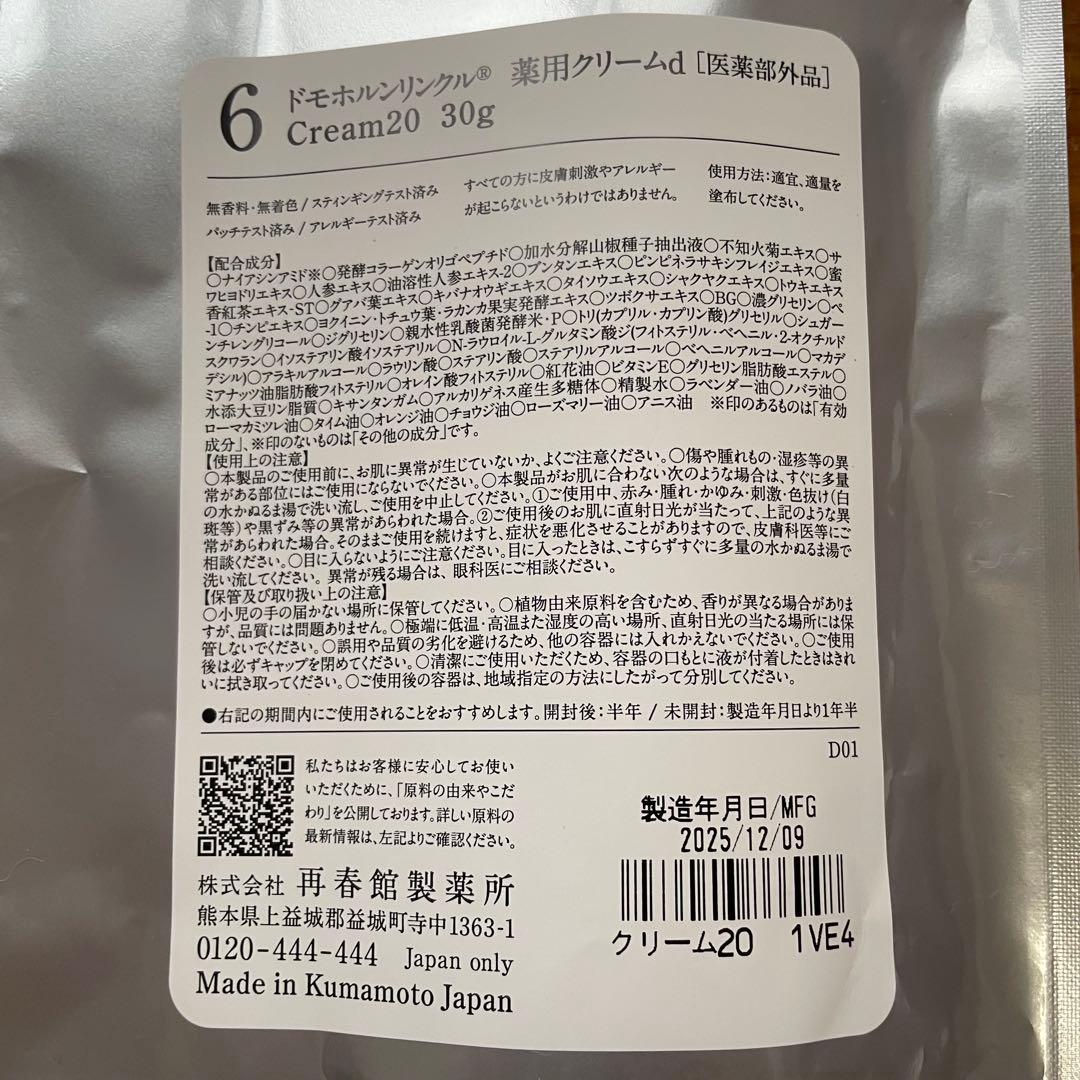 6
ドモホルンリンクル® 薬用クリームd [医薬部外品]
Cream20 30g
無香料・無着色 / スティンギングテスト済み
パッチテスト済み / アレルギーテスト済み
すべての方に皮膚刺激やアレルギー
が起こらないというわけではありません。
使用方法:適宜、適量を
塗布してください。
【配合成分】
○ナイアシンアミド※○発酵コラーゲンオリゴペプチド○加水分解山椒種子抽出液○不知火菊エキス○サ
ワヒヨドリエキス○人参エキス○油溶性人参エキス-2○ブンタンエキス○ピンピネラサキシフレイジエキス○蜜
香紅茶エキス・ST○グアバ葉エキス○キバナオウギエキス○タイソウエキス○シャクヤクエキス○トウキエキス
-1○チンピエキス○ヨクイニン・トチュウ葉・ラカンカ果実発酵エキス○ツボクサエキス○BG○濃グリセリン○ペ
ンチレングリコール○ジグリセリン○親水性乳酸菌発酵米・P○トリ(カプリル・カプリン酸)グリセリル○シュガー
スクワラン○イソステアリン酸イソステアリル○N-ラウロイル-L-グルタミン酸ジ(フィトステリル・ベヘニル・2-オクチルド
デシル)○アラキルアルコール○ラウリン酸○ステアリン酸○ステアリルアルコール○ベヘニルアルコール○マカデ
ミアナッツ油脂肪酸フィトステリル○オレイン酸フィトステリル○紅花油○ビタミンE○グリセリン脂肪酸エステル○
水添大豆リン脂質○キサンタンガム○アルカリゲネス産生多糖体○精製水○ラベンダー油○ノバラ油○
ローマカミツレ油○タイム油○オレンジ油○チョウジ油○ローズマリー油○アニス油 ※印のあるものは「有効
成分」、※印のないものは「その他の成分」です。
【使用上の注意】
○本製品のご使用前に、お肌に異常が生じていないか、よくご注意ください。○傷や腫れもの・湿疹等の異
常がある部位にはご使用にならないでください。○本製品がお肌に合わない次のような場合は、すぐに多量
の水かぬるま湯で洗い流し、ご使用を中止してください。①ご使用中、赤み・腫れ・かゆみ・刺激・色抜け(白
斑等)や黒ずみ等の異常があらわれた場合。②ご使用後のお肌に直射日光が当たって、上記のような異
常があらわれた場合。そのままご使用を続けますと、症状を悪化させることがありますので、皮膚科医等にご
相談ください。○目に入らないようにご注意ください。目に入ったときは、こすらずすぐに多量の水かぬるま湯で
洗い流してください。異常が残る場合は、眼科医にご相談ください。
【保管及び取り扱い上の注意】
○小児の手の届かない場所に保管してください。○植物由来原料を含むため、香りが異なる場合がありま
すが、品質には問題ありません。○極端に低温・高温また湿度の高い場所、直射日光の当たる場所には保
管しないでください。○誤用や品質の劣化を避けるため、他の容器には入れかえないでください。○ご使用
後は必ずキャップを閉めてください。○清潔にご使用いただくため、容器の口もとに液が付着したときはきれ
いに拭き取ってください。○ご使用後の容器は、地域指定の方法にしたがって分別してください。
●右記の期間内にご使用されることをおすすめします。開封後:半年 / 未開封:製造年月日より1年半
D01
私たちはお客様に安心してお使い
いただくために、「原料の由来やこだ
わり」を公開しております。詳しい原料の
最新情報は、左記よりご確認ください。
製造年月日/MFG
2025/12/09
クリーム20 1VE4
株式会社 再春館製薬所
熊本県上益城郡益城町寺中1363-1
0120-444-444 Japan only
Made in Kumamoto Japan